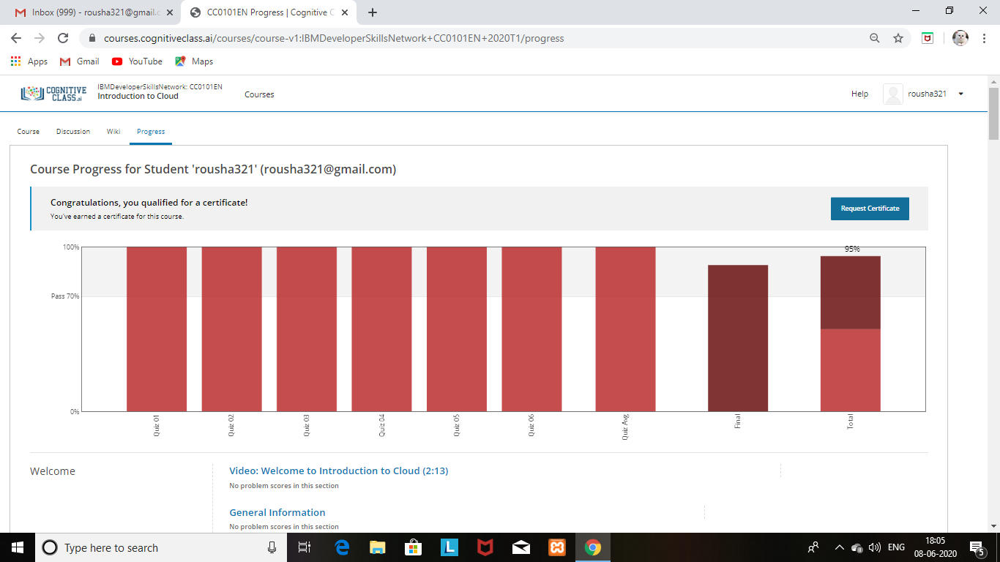 Inbox (999) - rousha321@gmail.c
CC0101EN Progress | Cognitive C
courses.cognitiveclass.ai/courses/course-v1:IBMDeveloperSkillsNetwork+CC0101EN+2020T1/progress
Apps Gmail YouTube Maps
COGNITIVE
CLASS.ai
IBMDeveloperSkillsNetwork: CC0101EN
Introduction to Cloud
Courses
Help
rousha321
Course Discussion Wiki Progress
Course Progress for Student 'rousha321' (rousha321@gmail.com)
Congratulations, you qualified for a certificate!
You've earned a certificate for this course.
Request Certificate
100%
95%
Pass 70%
0%
Quiz 01
Quiz 02
Quiz 03
Quiz 04
Quiz 05
Quiz 06
Quiz Avg
Final
Total
Welcome
Video: Welcome to Introduction to Cloud (2:13)
No problem scores in this section
General Information
No problem scores in this section
Type here to search
L
ENG
18:05
08-06-2020
5